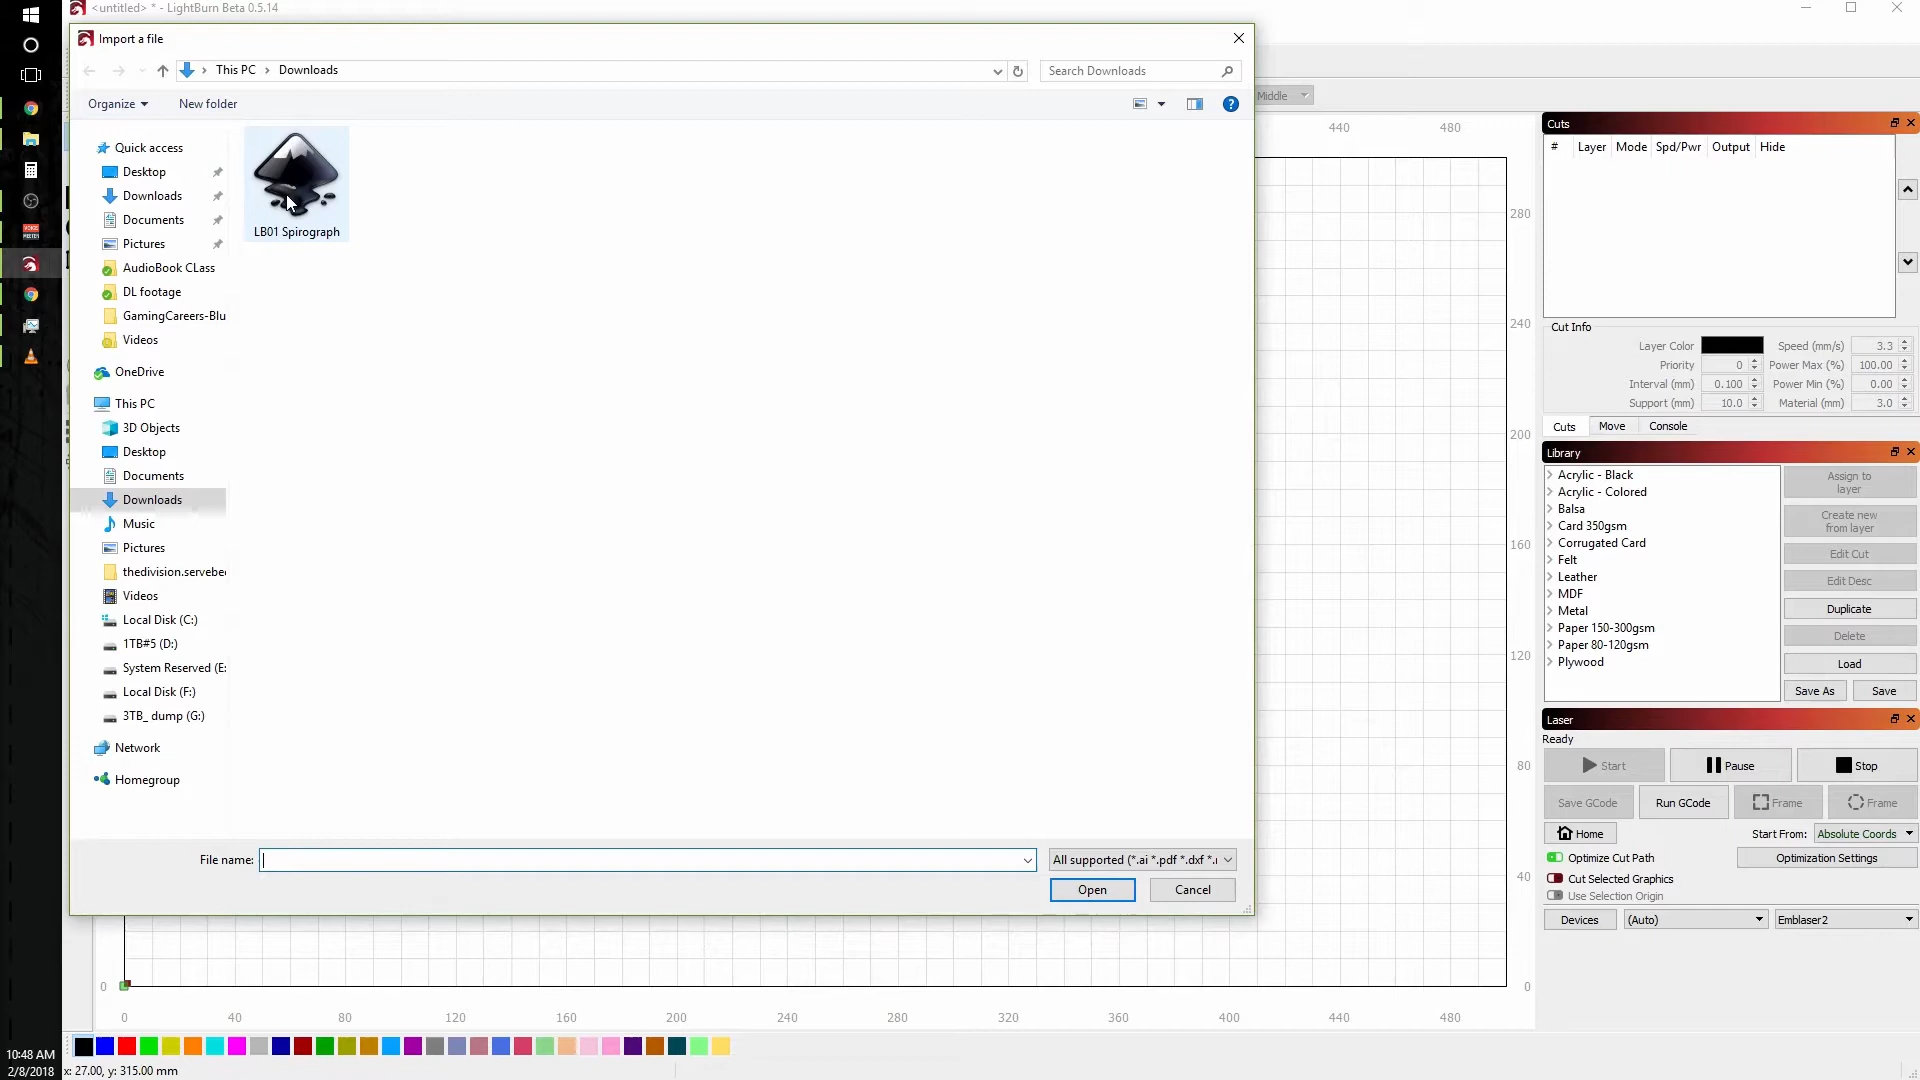 <untitled> * - LightBurn Beta 0.5.14
Import a file
This PC > Downloads
Search Downloads
Organize
New folder
Middle
Quick access
Desktop
Downloads
Documents
Pictures
AudioBook CLass
DL footage
GamingCareers-Blu
Videos
OneDrive
This PC
3D Objects
Desktop
Documents
Downloads
Music
Pictures
thedivision.servebee
Videos
Local Disk (C:)
1TB#5 (D:)
System Reserved (E:
Local Disk (F:)
3TB_ dump (G:)
Network
Homegroup
LB01 Spirograph
File name:
All supported (*.ai *.pdf *.dxf *.
Open
Cancel
440 480
280
240
200
160
120
80
40
0
0
0 40 80 120 160 200 240 280 320 360 400 440 480
Cuts
# Layer Mode Spd/Pwr Output Hide
Cut Info
Layer Color Speed (mm/s) 3.3
Priority 0 Power Max (%) 100.00
Interval (mm) 0.100 Power Min (%) 0.00
Support (mm) 10.0 Material (mm) 3.0
Cuts Move Console
Library
Acrylic - Black
Acrylic - Colored
Balsa
Card 350gsm
Corrugated Card
Felt
Leather
MDF
Metal
Paper 150-300gsm
Paper 80-120gsm
Plywood
Assign to
layer
Create new
from layer
Edit Cut
Edit Desc
Duplicate
Delete
Load
Save As Save
Laser
Ready
Start Pause Stop
Save GCode Run GCode Frame Frame
Home Start From: Absolute Coords
Optimize Cut Path Optimization Settings
Cut Selected Graphics
Use Selection Origin
Devices (Auto) Emblaser2
10:48 AM
2/8/2018
x: 27.00, y: 315.00 mm